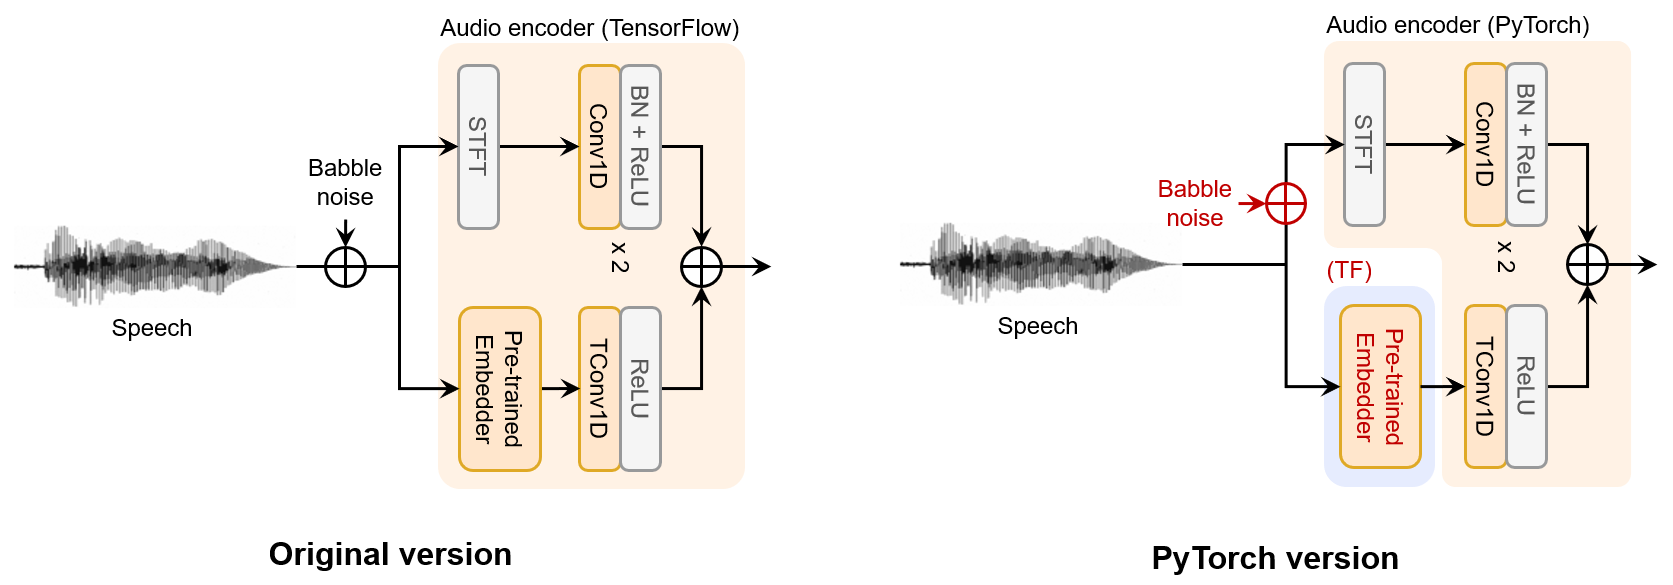 Audio encoder (TensorFlow)
STFT
Conv1D
BN + ReLU
Babble
noise
x 2
Speech
Pre-trained
Embedder
TConv1D
ReLU
Original version
Audio encoder (PyTorch)
STFT
Conv1D
BN + ReLU
Babble
noise
x 2
(TF)
Speech
Pre-trained
Embedder
TConv1D
ReLU
PyTorch version